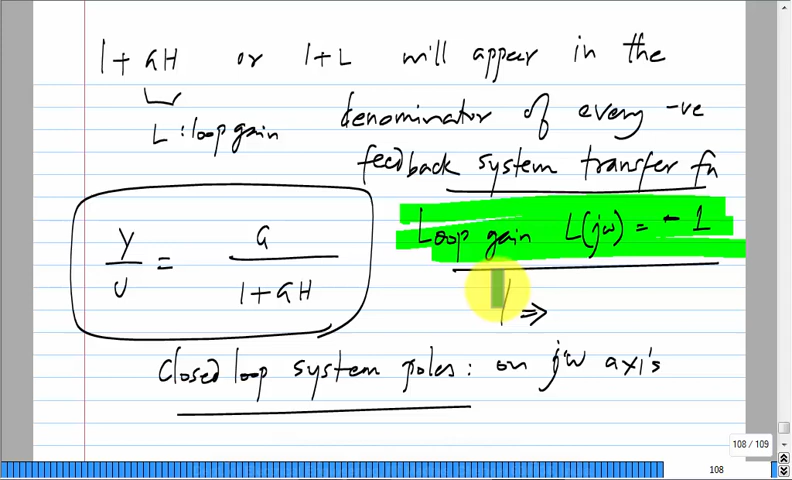 1 + aH or 1+L will appear in the
L : loop gain denominator of every -ve
feedback system transfer fn
Y/U = G/(1+GH)
Loop gain L(jω) = -1
⇒
Closed loop system poles : on jω axis
108 / 109
108